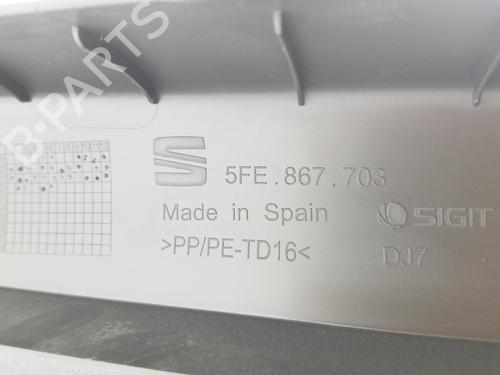 B-PARTS
5FE.867.703
Made in Spain
SIGIT
>PP/PE-TD16<
DJ7